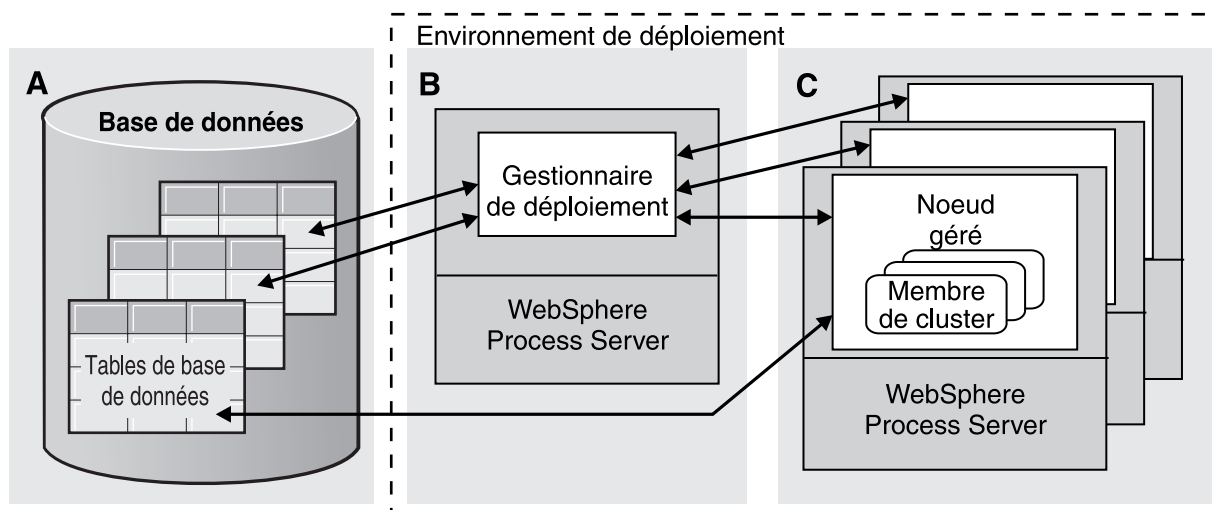 Environnement de déploiement
A
Base de données
Tables de base
de données
B
Gestionnaire
de déploiement
WebSphere
Process Server
C
Noeud
géré
Membre
de cluster
WebSphere
Process Server